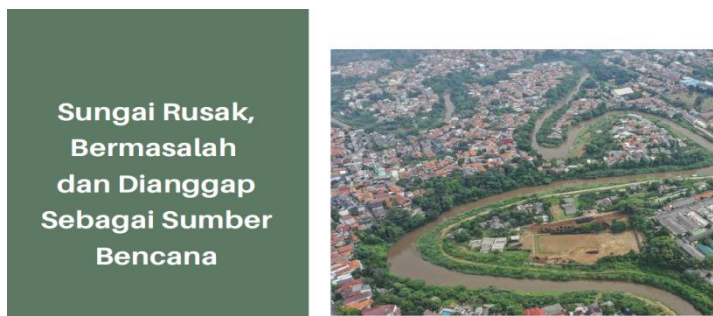 Sungai Rusak,
Bermasalah
dan Dianggap
Sebagai Sumber
Bencana